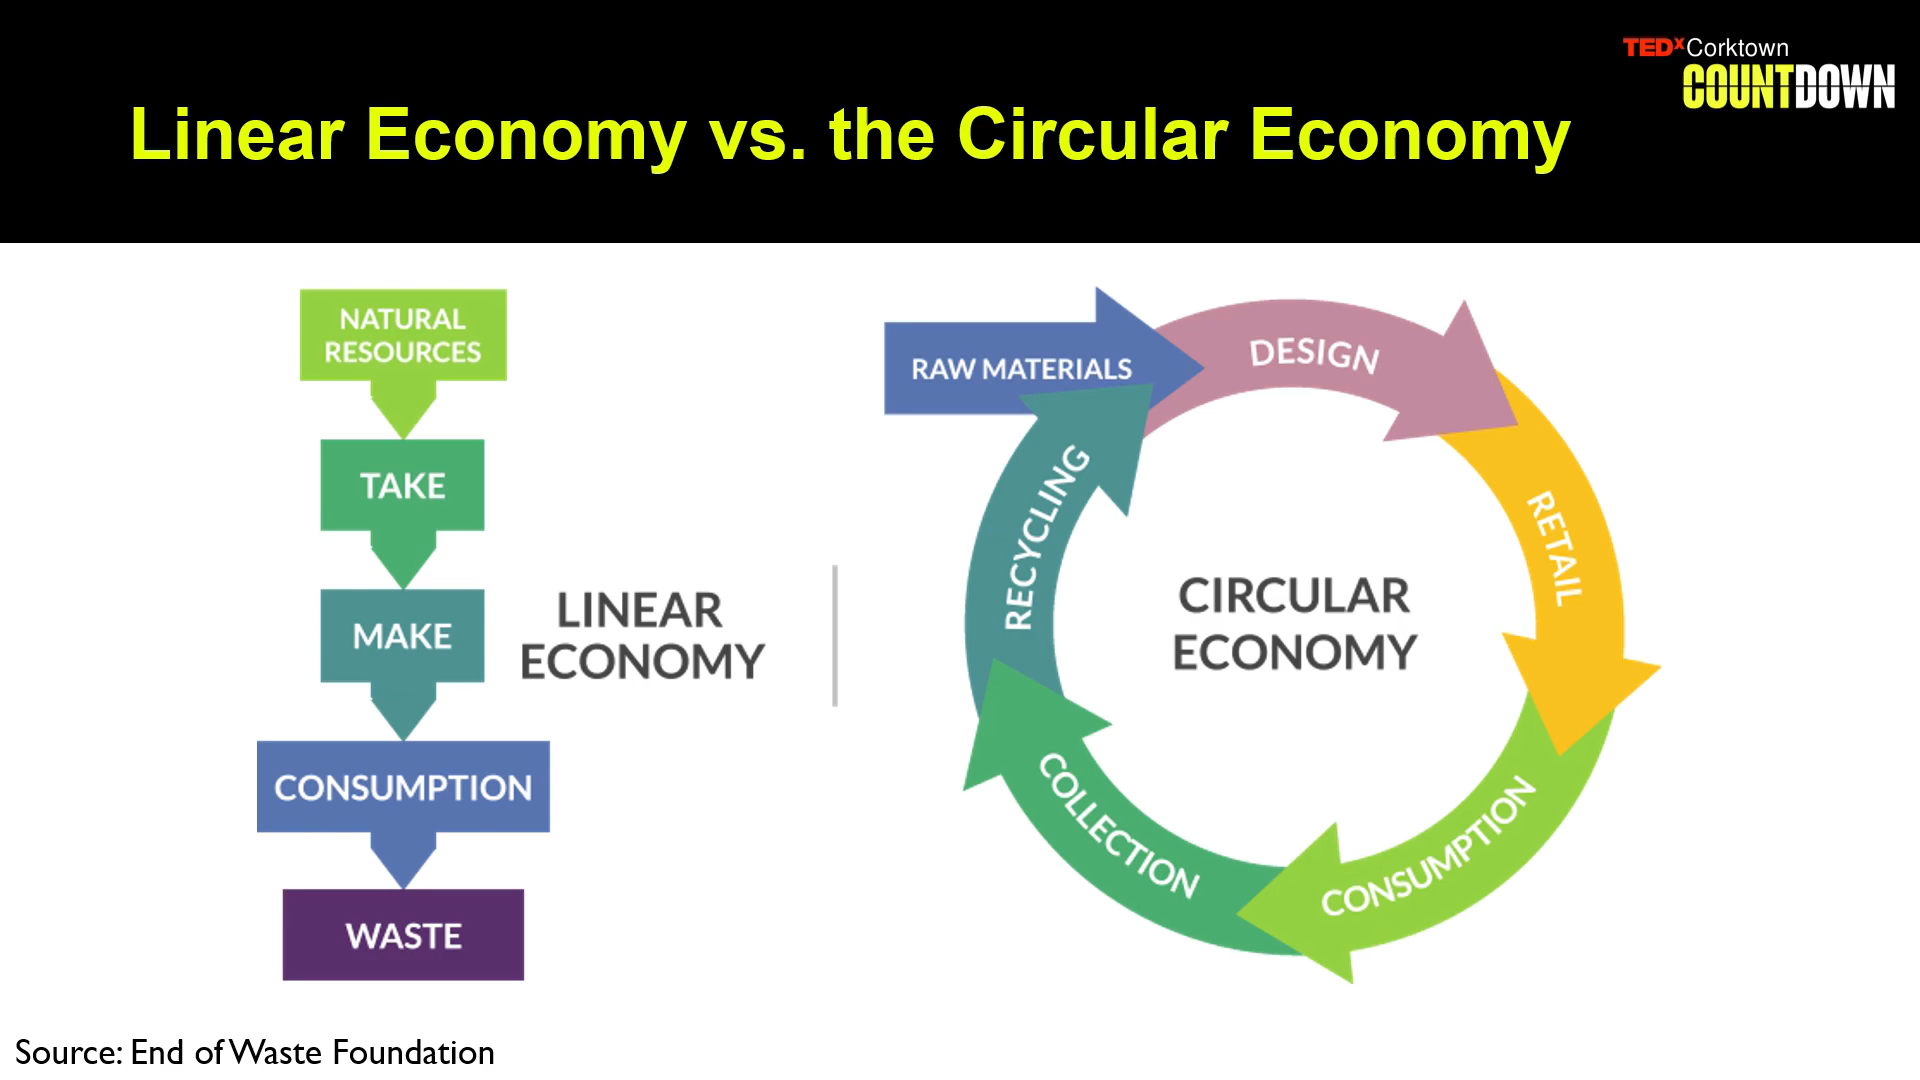 TEDxCorktown
COUNTDOWN
Linear Economy vs. the Circular Economy
NATURAL
RESOURCES
TAKE
MAKE
CONSUMPTION
WASTE
LINEAR
ECONOMY
RAW MATERIALS
DESIGN
RETAIL
CONSUMPTION
COLLECTION
RECYCLING
CIRCULAR
ECONOMY
Source: End of Waste Foundation